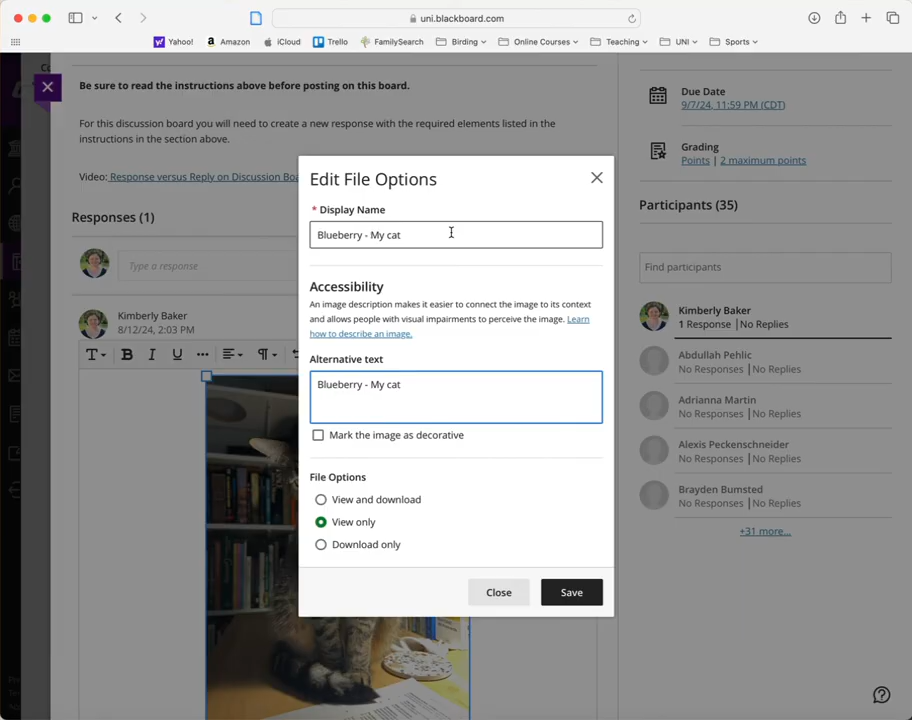 uni.blackboard.com
Yahoo!
Amazon
iCloud
Trello
FamilySearch
Birding
Online Courses
Teaching
UNI
Sports
Be sure to read the instructions above before posting on this board.
For this discussion board you will need to create a new response with the required elements listed in the
instructions in the section above.
Video: Response versus Reply on Discussion Boa
Responses (1)
Type a response
Kimberly Baker
8/12/24, 2:03 PM
T
B
I
U
Edit File Options
* Display Name
Blueberry - My cat
Accessibility
An image description makes it easier to connect the image to its context
and allows people with visual impairments to perceive the image. Learn
how to describe an image.
Alternative text
Blueberry - My cat
Mark the image as decorative
File Options
View and download
View only
Download only
Close
Save
Due Date
9/7/24, 11:59 PM (CDT)
Grading
Points | 2 maximum points
Participants (35)
Find participants
Kimberly Baker
1 Response | No Replies
Abdullah Pehlic
No Responses | No Replies
Adrianna Martin
No Responses | No Replies
Alexis Peckenschneider
No Responses | No Replies
Brayden Bumsted
No Responses | No Replies
+31 more...